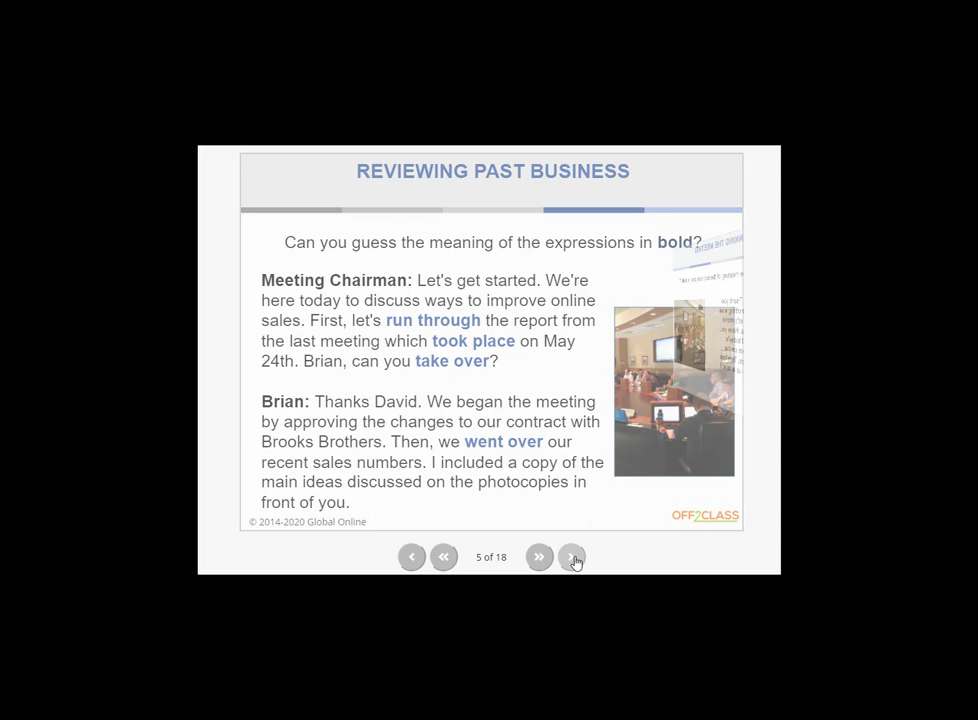 REVIEWING PAST BUSINESS
Can you guess the meaning of the expressions in bold?
Meeting Chairman: Let's get started. We're
here today to discuss ways to improve online
sales. First, let's run through the report from
the last meeting which took place on May
24th. Brian, can you take over?
Brian: Thanks David. We began the meeting
by approving the changes to our contract with
Brooks Brothers. Then, we went over our
recent sales numbers. I included a copy of the
main ideas discussed on the photocopies in
front of you.
© 2014-2020 Global Online
OFF2CLASS
5 of 18